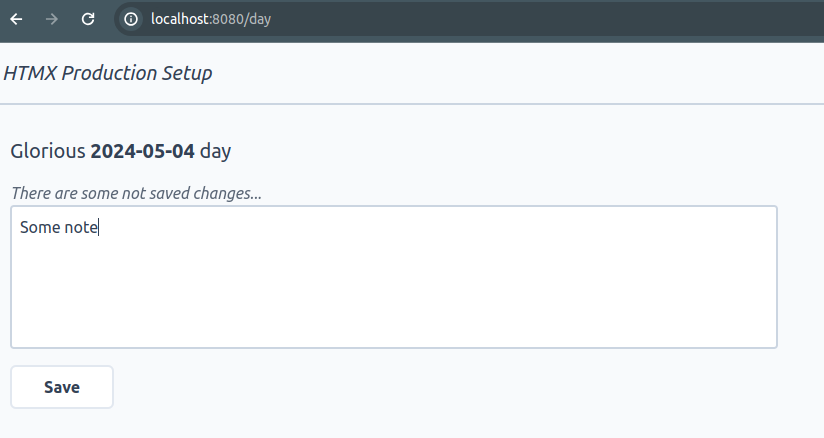 localhost:8080/day
HTMX Production Setup
Glorious 2024-05-04 day
There are some not saved changes...
Some note
Save